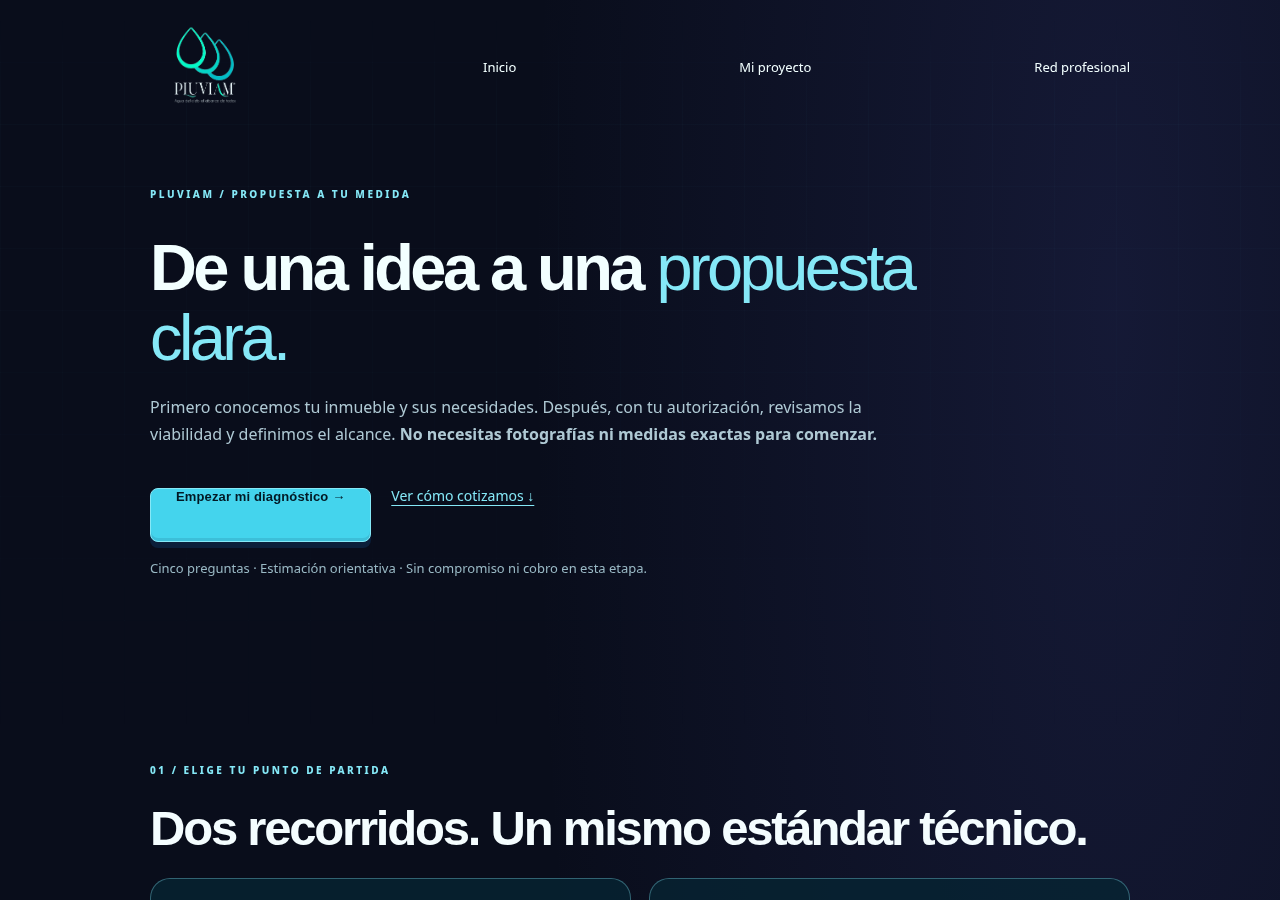 PLUVIAM
Inicio
Mi proyecto
Red profesional
PLUVIAM / PROPUESTA A TU MEDIDA
De una idea a una propuesta
clara.
Primero conocemos tu inmueble y sus necesidades. Después, con tu autorización, revisamos la
viabilidad y definimos el alcance. No necesitas fotografías ni medidas exactas para comenzar.
Empezar mi diagnóstico →
Ver cómo cotizamos ↓
Cinco preguntas · Estimación orientativa · Sin compromiso ni cobro en esta etapa.
01 / ELIGE TU PUNTO DE PARTIDA
Dos recorridos. Un mismo estándar técnico.